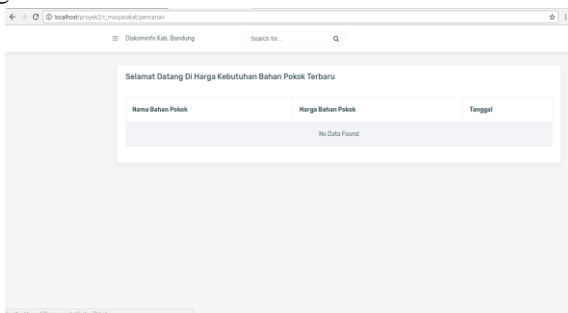 localhost/proyek2/c_masyarakat/pencarian
Diskominfo Kab. Bandung
Search for...
Selamat Datang Di Harga Kebutuhan Bahan Pokok Terbaru
Nama Bahan Pokok Harga Bahan Pokok Tanggal
No Data Found